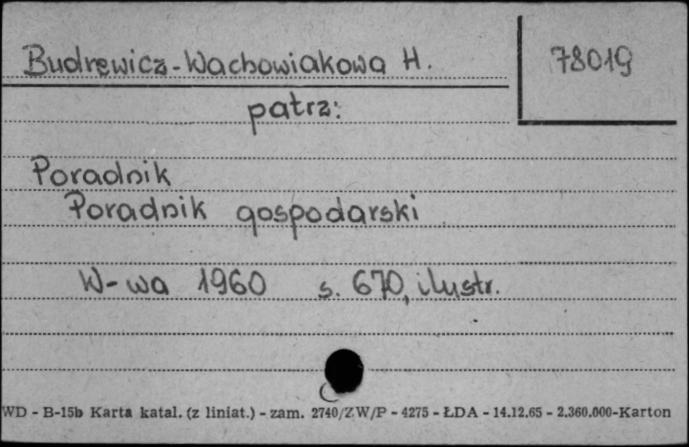 Budrewicz-Wachowiakowa H.
78019
patrz:
Poradnik
Poradnik gospodarski
W-wa 1960 s. 670, ilustr.
WD - B-15b Karta katal. (z liniat.) - zam. 2740/ZW/P - 4275 - ŁDA - 14.12.65 - 2.360.000-Karton